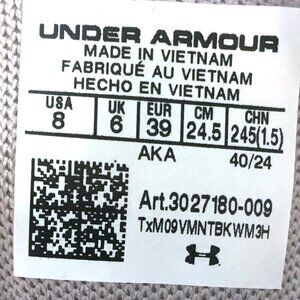 UNDER ARMOUR
MADE IN VIETNAM
FABRIQUÉ AU VIETNAM
HECHO EN VIETNAM
USA UK EUR CM CHN
8 6 39 24.5 245(1.5)
AKA 40/24
Art.3027180-009
TxM09VMNTBKWM3H